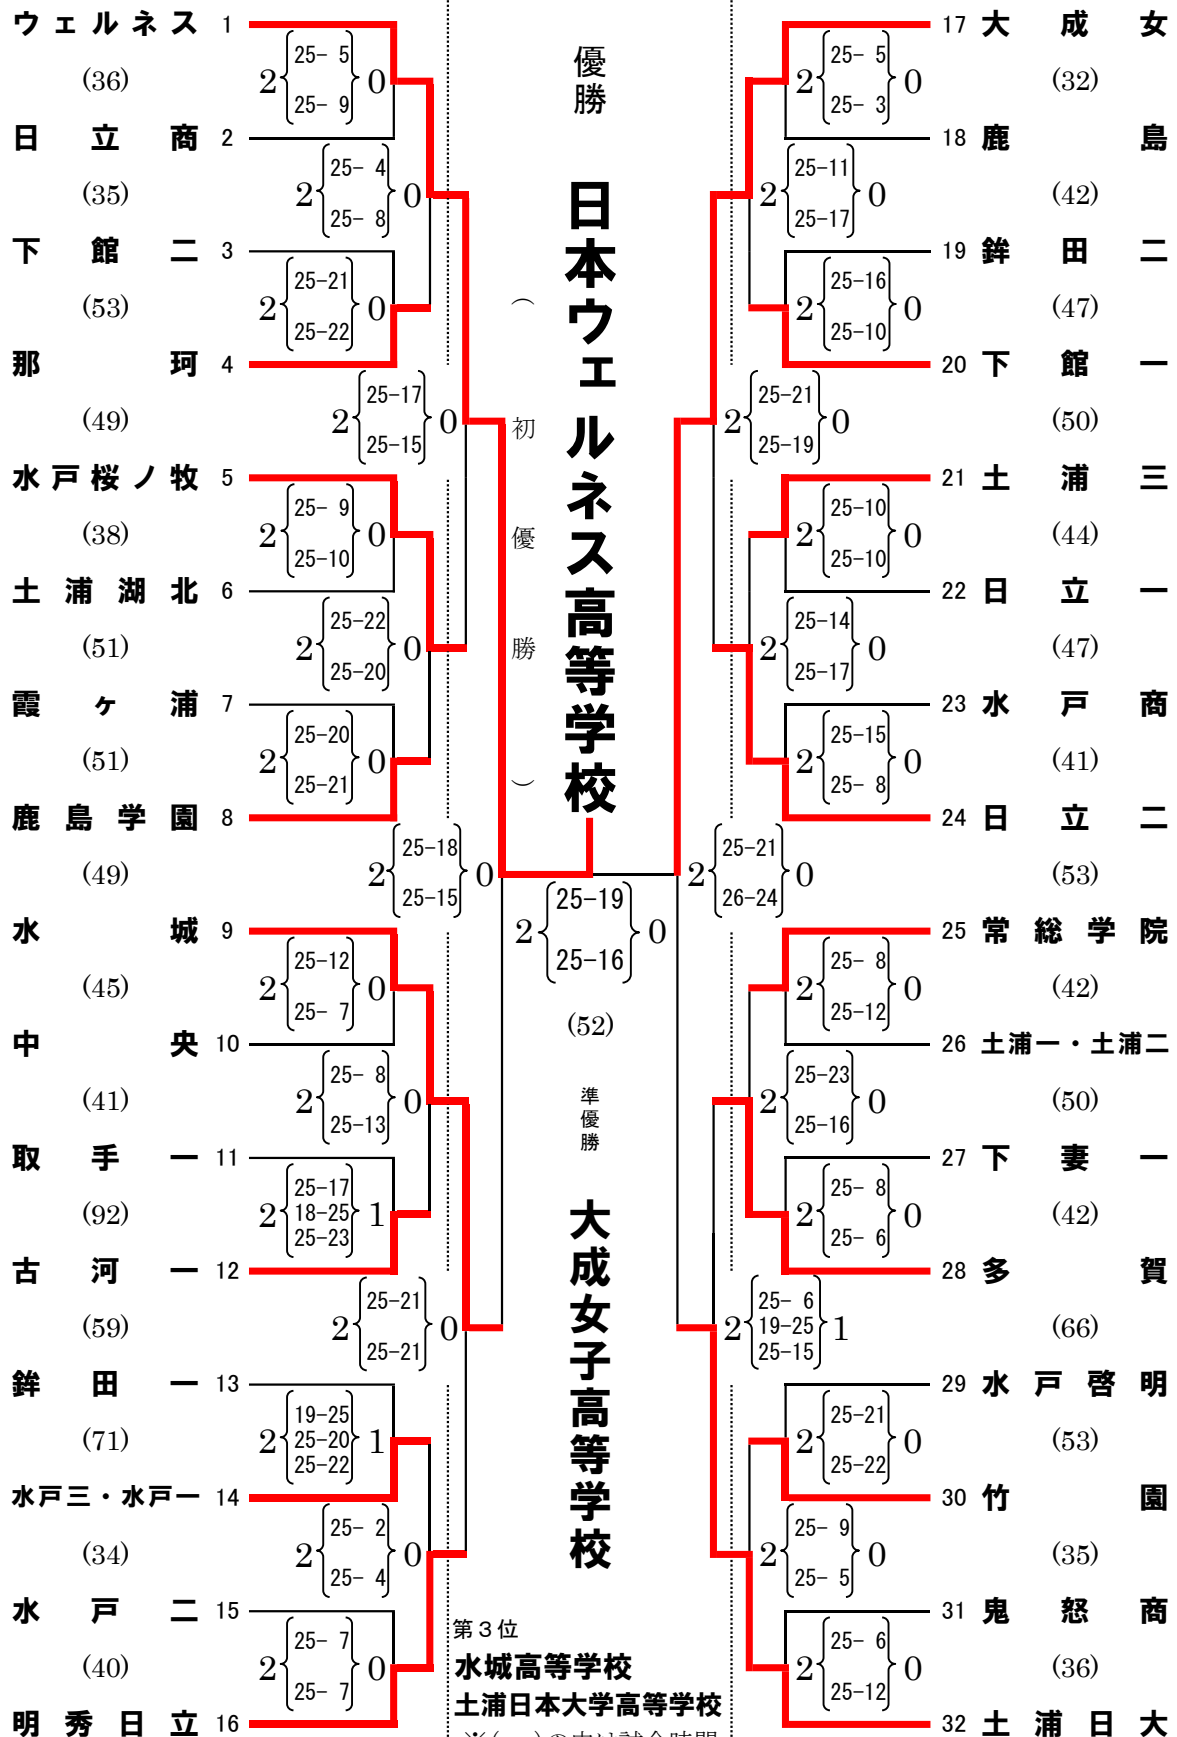 ウェルネス 1
(36)
2 25- 5 0
25- 9
日立商 2
(35)
2 25- 4 0
25- 8
下館二 3
(53)
2 25-21 0
25-22
那珂 4
(49)
2 25-17 0
25-15
水戸桜ノ牧 5
(38)
2 25- 9 0
25-10
土浦湖北 6
(51)
2 25-22 0
25-20
霞ヶ浦 7
(51)
2 25-20 0
25-21
鹿島学園 8
(49)
2 25-18 0
25-15
水城 9
(45)
2 25-12 0
25- 7
中央 10
(41)
2 25- 8 0
25-13
取手一 11
(92)
2 25-17 1
18-25
25-23
古河一 12
(59)
2 25-21 0
25-21
鉾田一 13
(71)
2 19-25 1
25-20
25-22
水戸三・水戸一 14
(34)
2 25- 2 0
25- 4
水戸二 15
(40)
2 25- 7 0
25- 7
明秀日立 16
優勝
日本ウェルネス高等学校
(初優勝)
2 25-19 0
25-16
(52)
準優勝
大成女子高等学校
第3位
水城高等学校
土浦日本大学高等学校
※( )の中は試合時間
17 大成女
(32)
2 25- 5 0
25- 3
18 鹿島
(42)
2 25-11 0
25-17
19 鉾田二
(47)
2 25-16 0
25-10
20 下館一
(50)
2 25-21 0
25-19
21 土浦三
(44)
2 25-10 0
25-10
22 日立一
(47)
2 25-14 0
25-17
23 水戸商
(41)
2 25-15 0
25- 8
24 日立二
(53)
2 25-21 0
26-24
25 常総学院
(42)
2 25- 8 0
25-12
26 土浦一・土浦二
(50)
2 25-23 0
25-16
27 下妻一
(42)
2 25- 8 0
25- 6
28 多賀
(66)
2 25- 6 1
19-25
25-15
29 水戸啓明
(53)
2 25-21 0
25-22
30 竹園
(35)
2 25- 9 0
25- 5
31 鬼怒商
(36)
2 25- 6 0
25-12
32 土浦日大